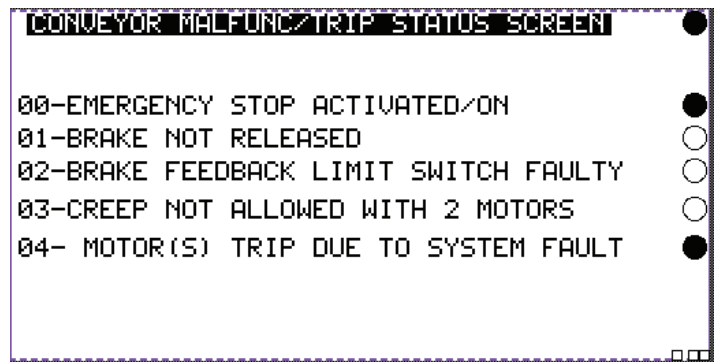 CONVEYOR MALFUNC/TRIP STATUS SCREEN
00-EMERGENCY STOP ACTIVATED/ON
01-BRAKE NOT RELEASED
02-BRAKE FEEDBACK LIMIT SWITCH FAULTY
03-CREEP NOT ALLOWED WITH 2 MOTORS
04- MOTOR(S) TRIP DUE TO SYSTEM FAULT